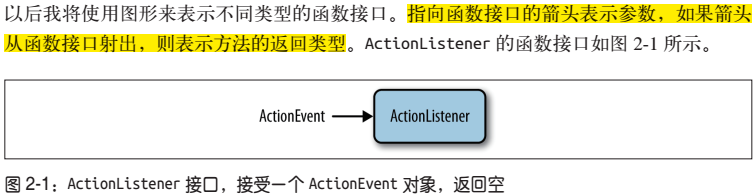 以后我将使用图形来表示不同类型的函数接口。指向函数接口的箭头表示参数，如果箭头
从函数接口射出，则表示方法的返回类型。ActionListener 的函数接口如图 2-1 所示。
ActionEvent
ActionListener
图 2-1：ActionListener 接口，接受一个 ActionEvent 对象，返回空